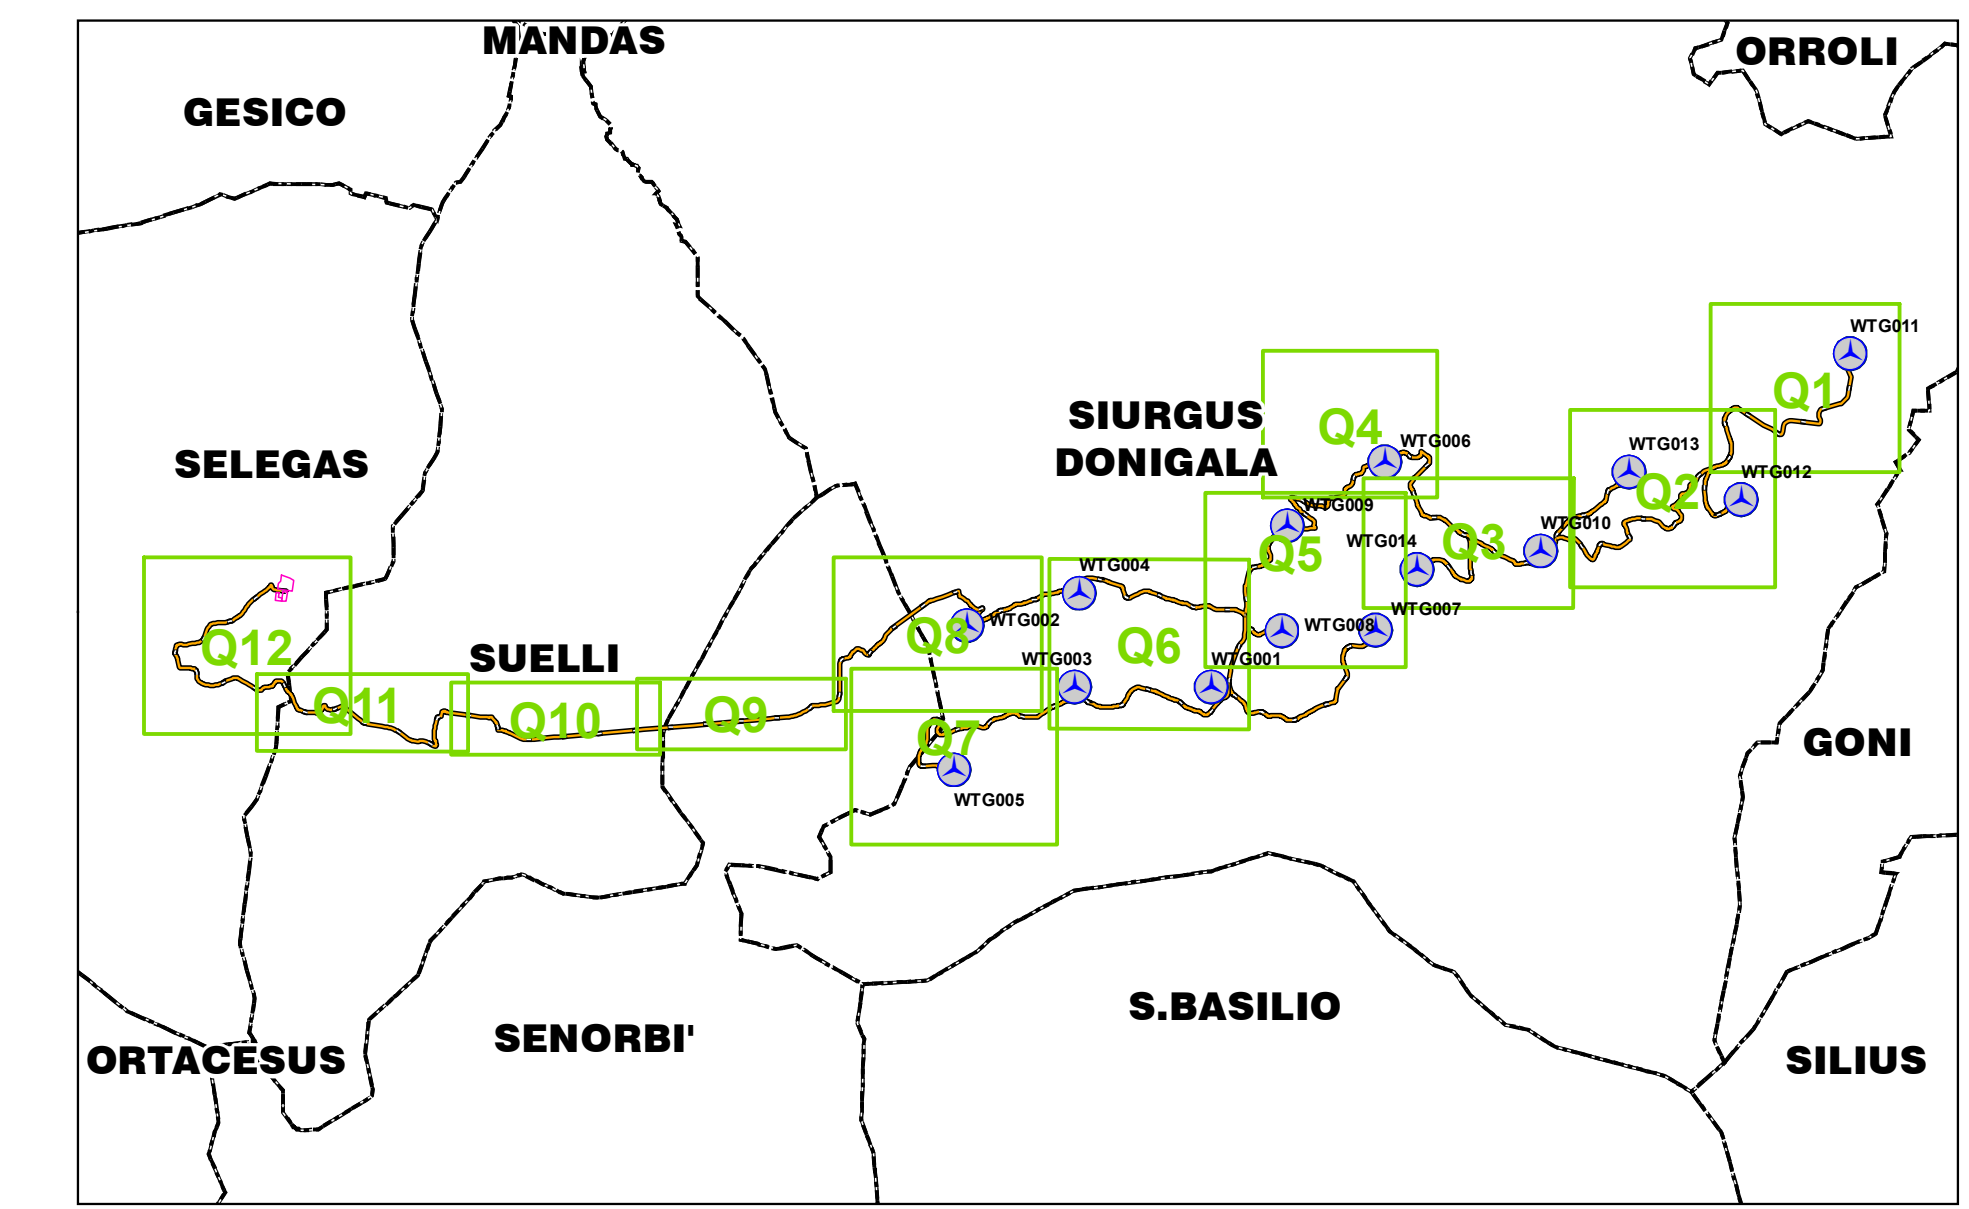 MANDAS
ORROLI
GESICO
WTG011
Q1
SIURGUS
DONIGALA
Q4
WTG006
WTG013
SELEGAS
WTG012
Q2
WTG009
WTG010
WTG014
Q3
Q5
WTG004
WTG007
WTG002
WTG008
Q8
Q12
Q6
SUELLI
WTG003
WTG001
Q11
Q10
Q9
Q7
GONI
WTG005
S.BASILIO
SENORBI'
ORTACESUS
SILIUS